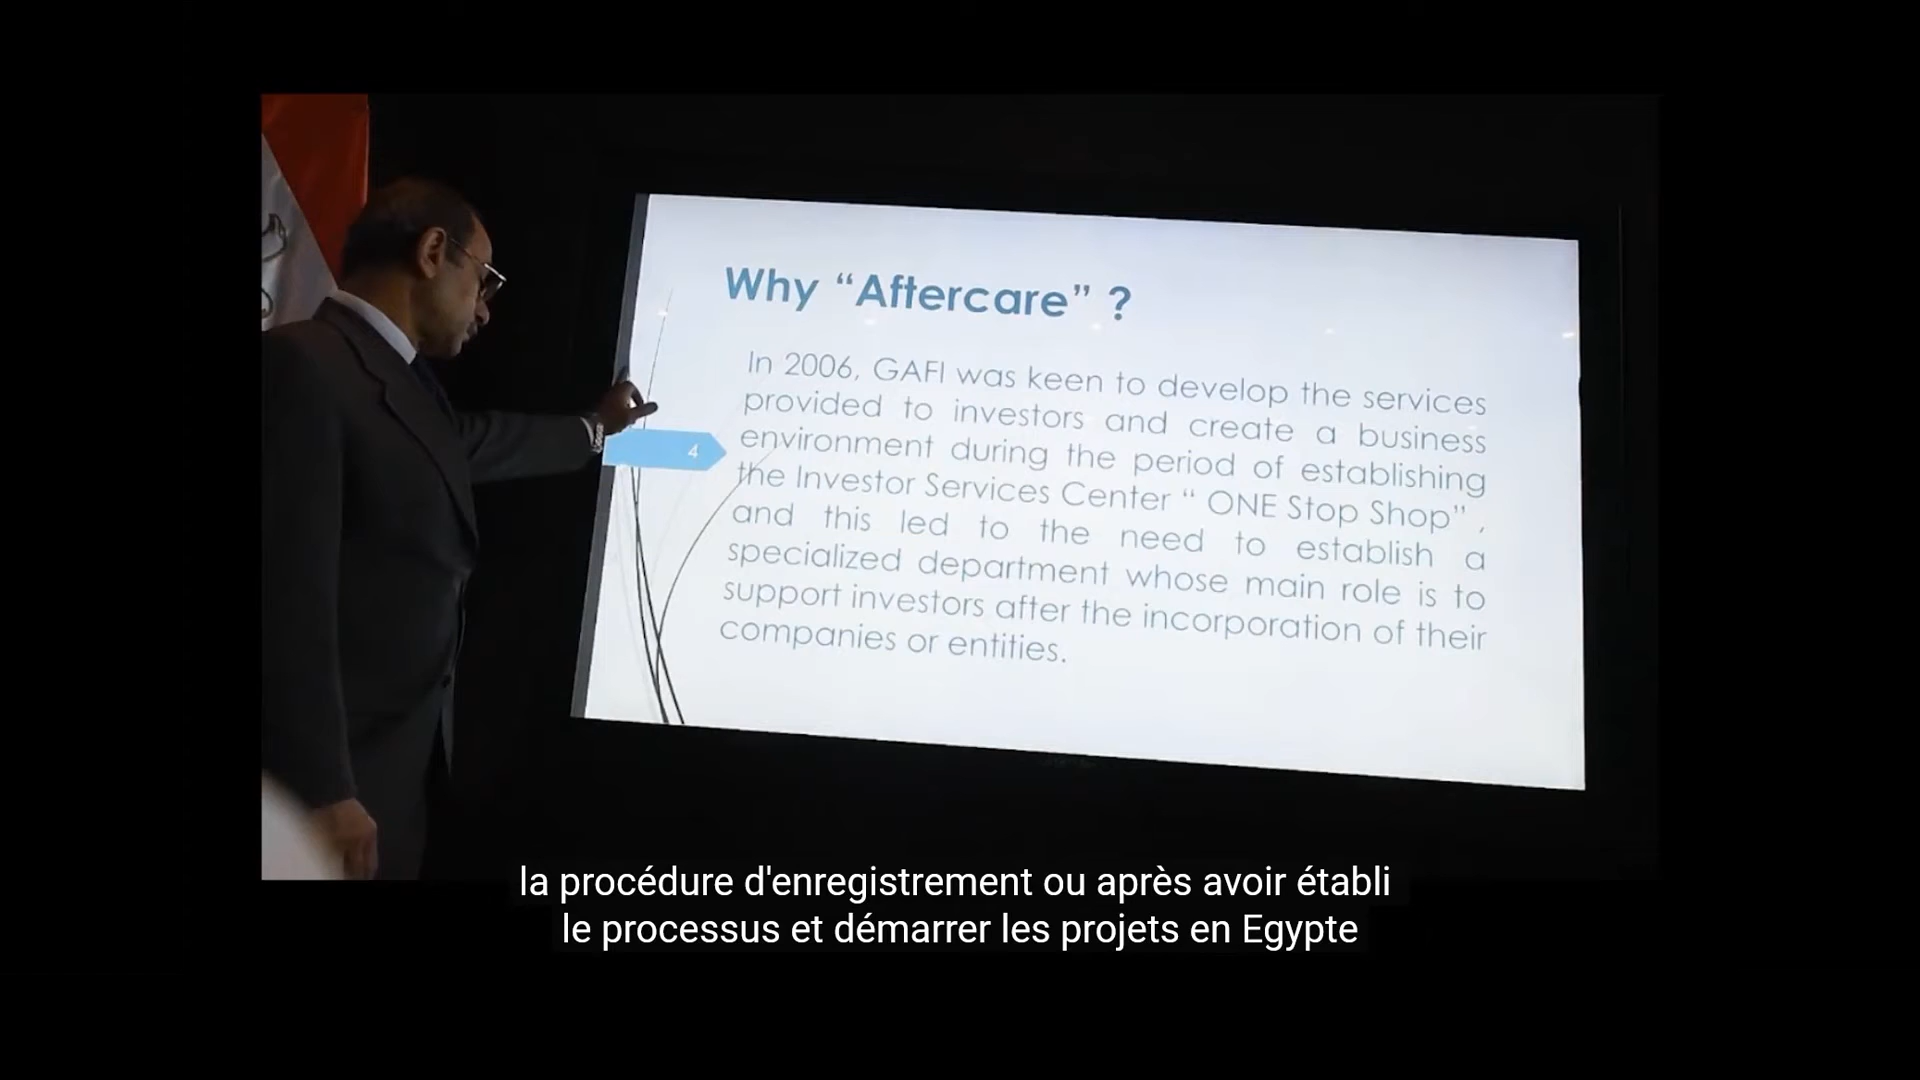 Why “Aftercare” ?
In 2006, GAFI was keen to develop the services
provided to investors and create a business
4
environment during the period of establishing
the Investor Services Center “ ONE Stop Shop” ,
and this led to the need to establish a
specialized department whose main role is to
support investors after the incorporation of their
companies or entities.
la procédure d'enregistrement ou après avoir établi
le processus et démarrer les projets en Egypte